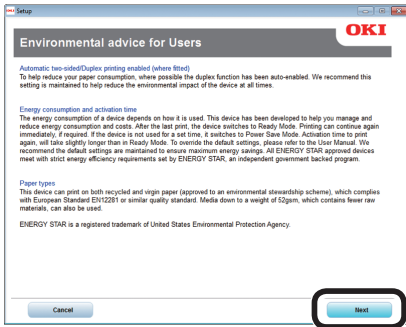 OKI Setup
OKI
Environmental advice for Users
Automatic two-sided/Duplex printing enabled (where fitted)
To help reduce your paper consumption, where possible the duplex function has been auto-enabled. We recommend this
setting is maintained to help reduce the environmental impact of the device at all times.
Energy consumption and activation time
The energy consumption of a device depends on how it is used. This device has been developed to help you manage and
reduce energy consumption and costs. After the last print, the device switches to Ready Mode. Printing can continue again
immediately, if required. If the device is not used for a set time, it switches to Power Save Mode. Activation time to print
again, will take slightly longer than in Ready Mode. To override the default settings, please refer to the User Manual. We
recommend the default settings are maintained to ensure maximum energy savings. All ENERGY STAR approved devices
meet with strict energy efficiency requirements set by ENERGY STAR, an independent government backed program.
Paper types
This device can print on both recycled and virgin paper (approved to an environmental stewardship scheme), which complies
with European Standard EN12281 or similar quality standard. Media down to a weight of 52gsm, which contains fewer raw
materials, can also be used.
ENERGY STAR is a registered trademark of United States Environmental Protection Agency.
Cancel
Next